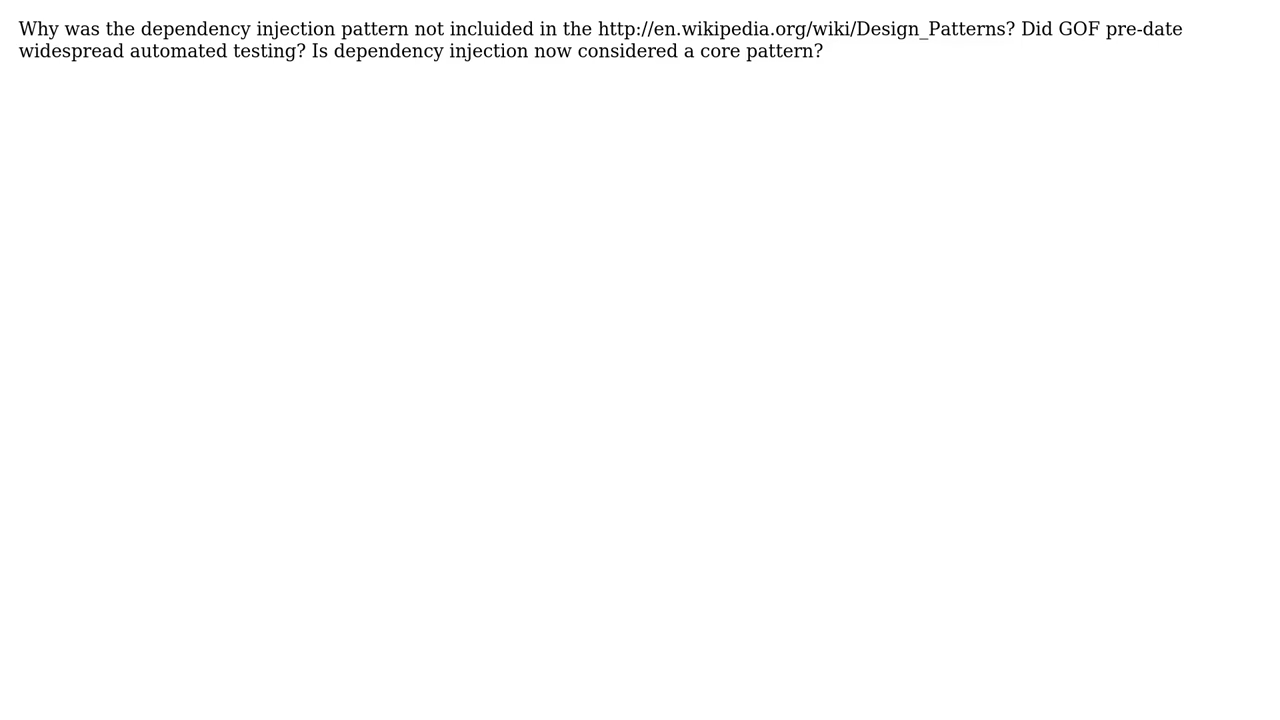 Why was the dependency injection pattern not incluided in the http://en.wikipedia.org/wiki/Design_Patterns? Did GOF pre-date
widespread automated testing? Is dependency injection now considered a core pattern?